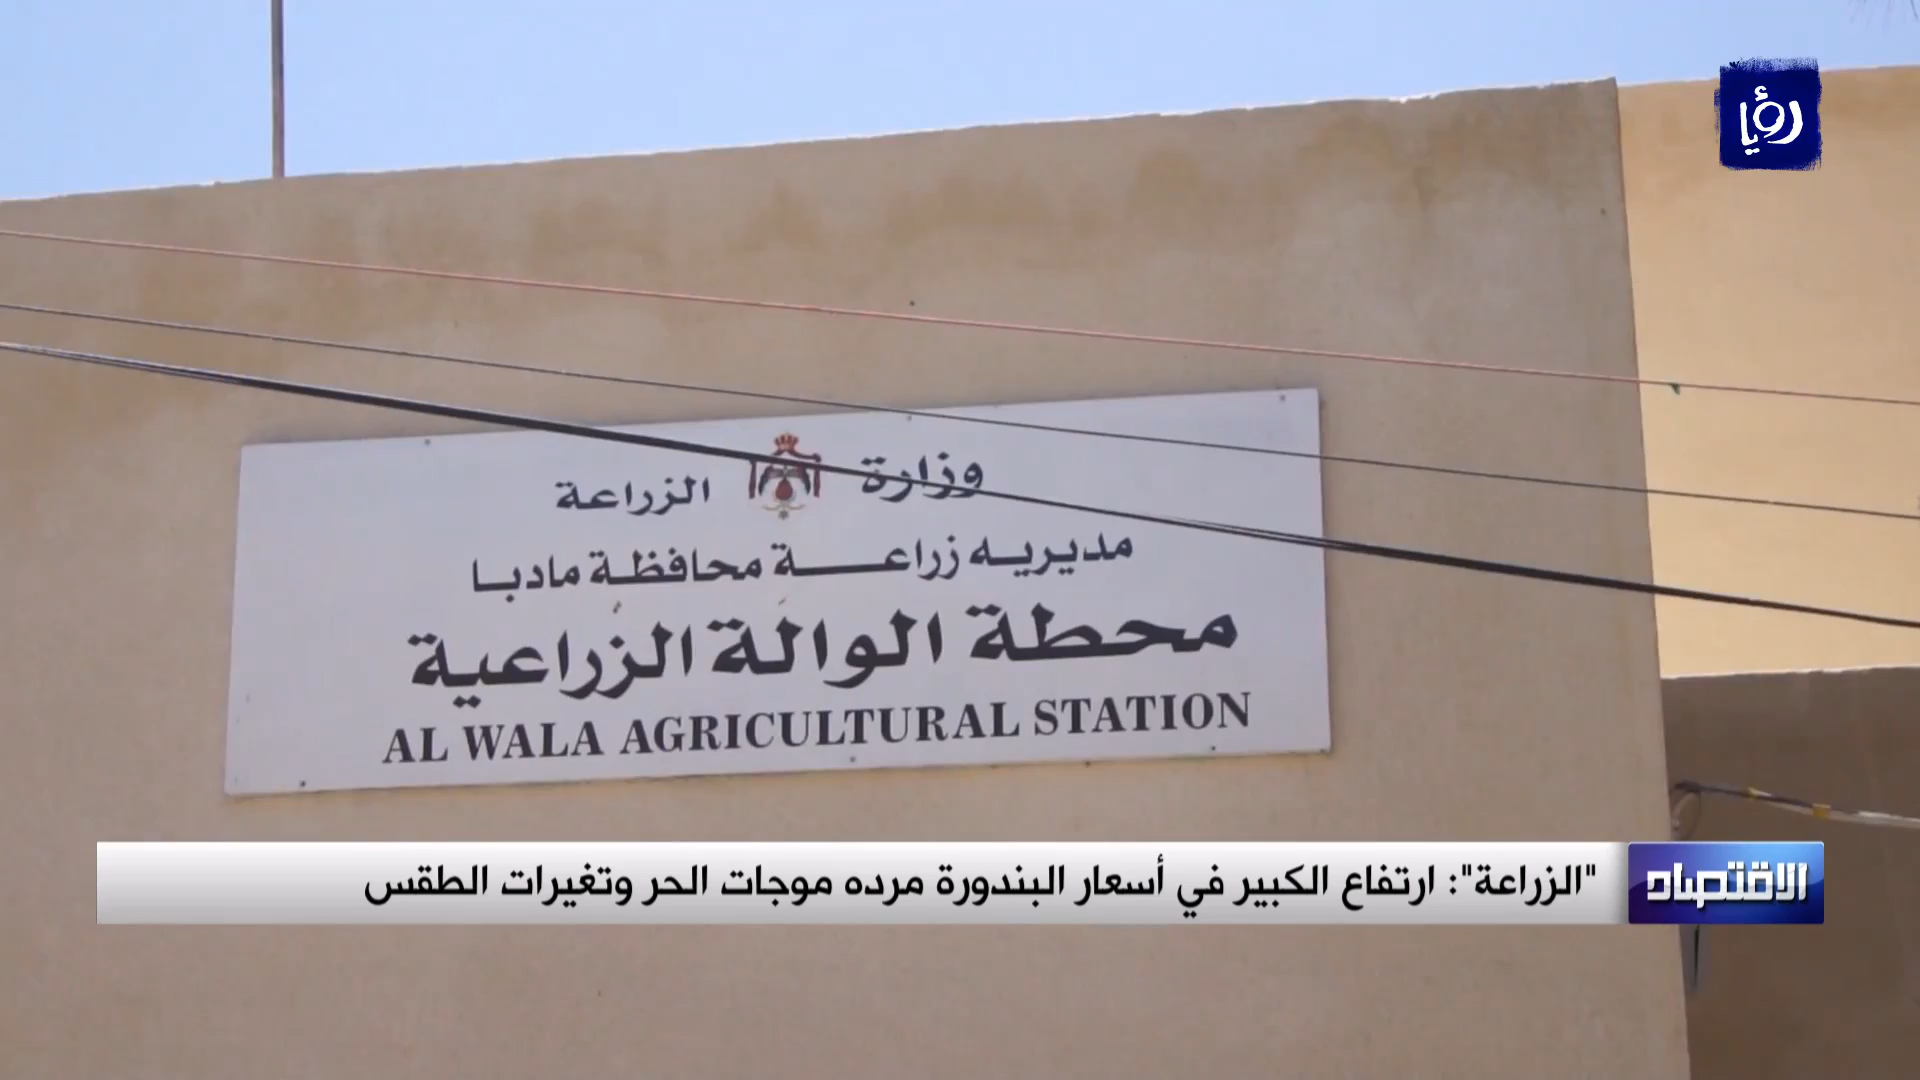 رؤيا
وزارة الزراعة
مديريه زراعة محافظة مادبا
محطة الوالة الزراعية
AL WALA AGRICULTURAL STATION
الاقتصاد
"الزراعة": ارتفاع الكبير في أسعار البندورة مرده موجات الحر وتغيرات الطقس